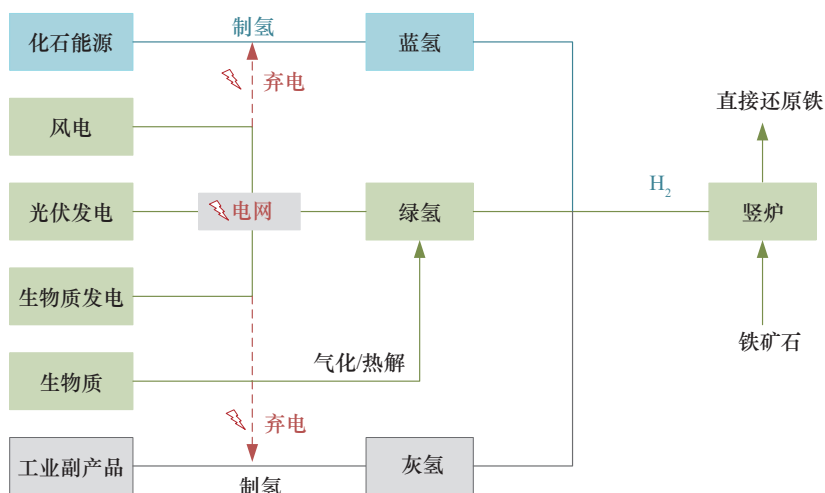 制氢
化石能源
蓝氢
弃电
风电
直接还原铁
H₂
光伏发电
电网
绿氢
竖炉
生物质发电
铁矿石
气化/热解
生物质
弃电
工业副产品
灰氢
制氢